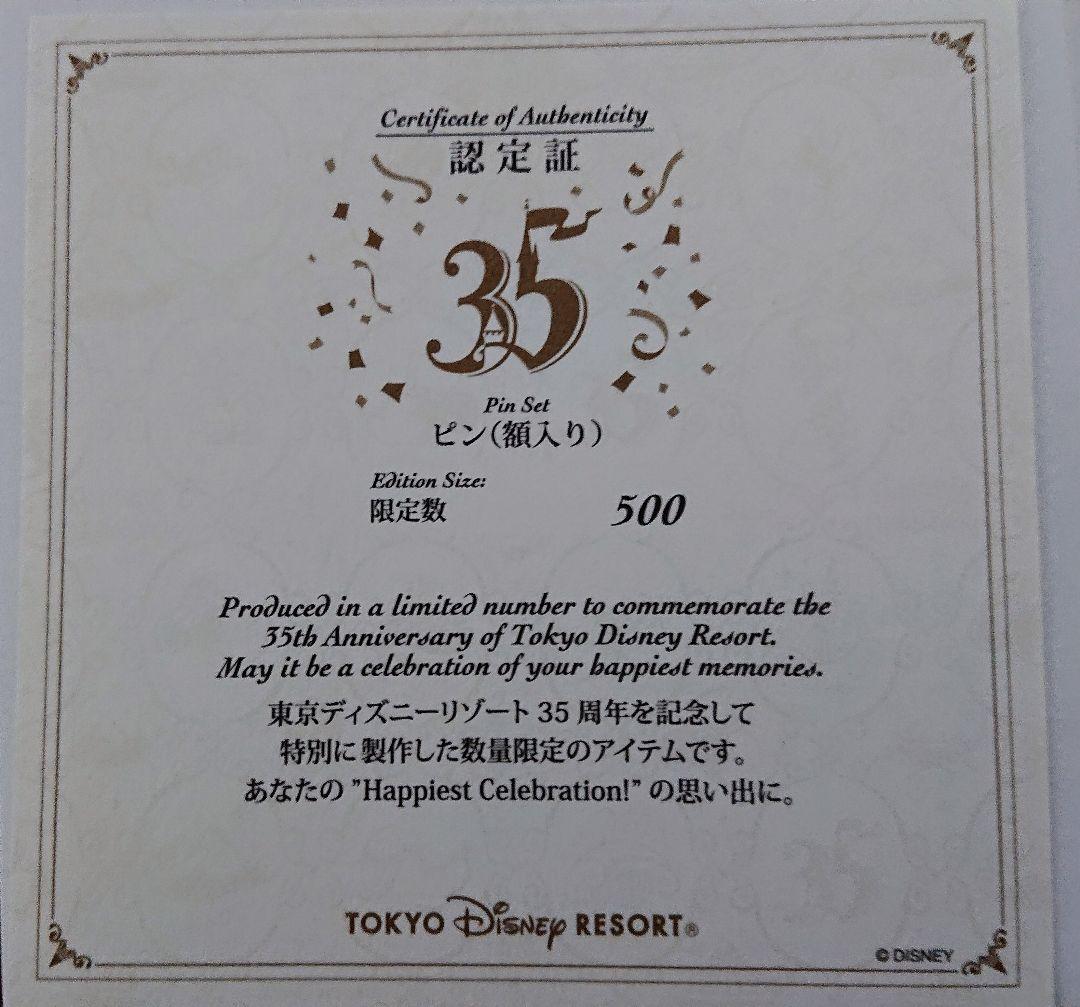 Certificate of Authenticity
認定証
35
Pin Set
ピン(額入り)
Edition Size:
限定数 500
Produced in a limited number to commemorate the
35th Anniversary of Tokyo Disney Resort.
May it be a celebration of your happiest memories.
東京ディズニーリゾート 35 周年を記念して
特別に製作した数量限定のアイテムです。
あなたの ”Happiest Celebration!” の思い出に。
TOKYO Disney RESORT®
© DISNEY